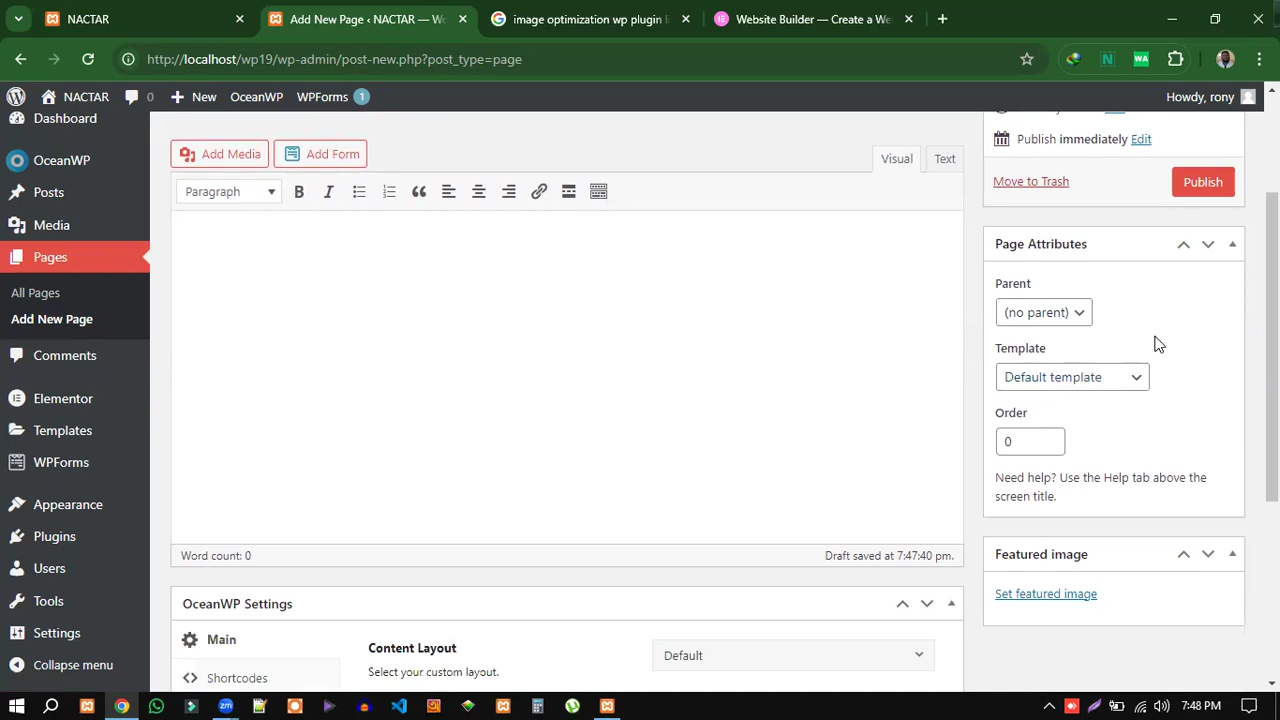 NACTAR
Add New Page ‹ NACTAR — Wo
image optimization wp plugin l
Website Builder — Create a We
http://localhost/wp19/wp-admin/post-new.php?post_type=page
N
WA
NACTAR
0
New
OceanWP
WPForms 1
Howdy, rony
Dashboard
OceanWP
Posts
Media
Pages
All Pages
Add New Page
Comments
Elementor
Templates
WPForms
Appearance
Plugins
Users
Tools
Settings
Collapse menu
Add Media
Add Form
Visual
Text
Paragraph
B
I
Word count: 0
Draft saved at 7:47:40 pm.
OceanWP Settings
Main
Shortcodes
Content Layout
Select your custom layout.
Default
Publish immediately Edit
Move to Trash
Publish
Page Attributes
Parent
(no parent)
Template
Default template
Order
0
Need help? Use the Help tab above the
screen title.
Featured image
Set featured image
7:48 PM